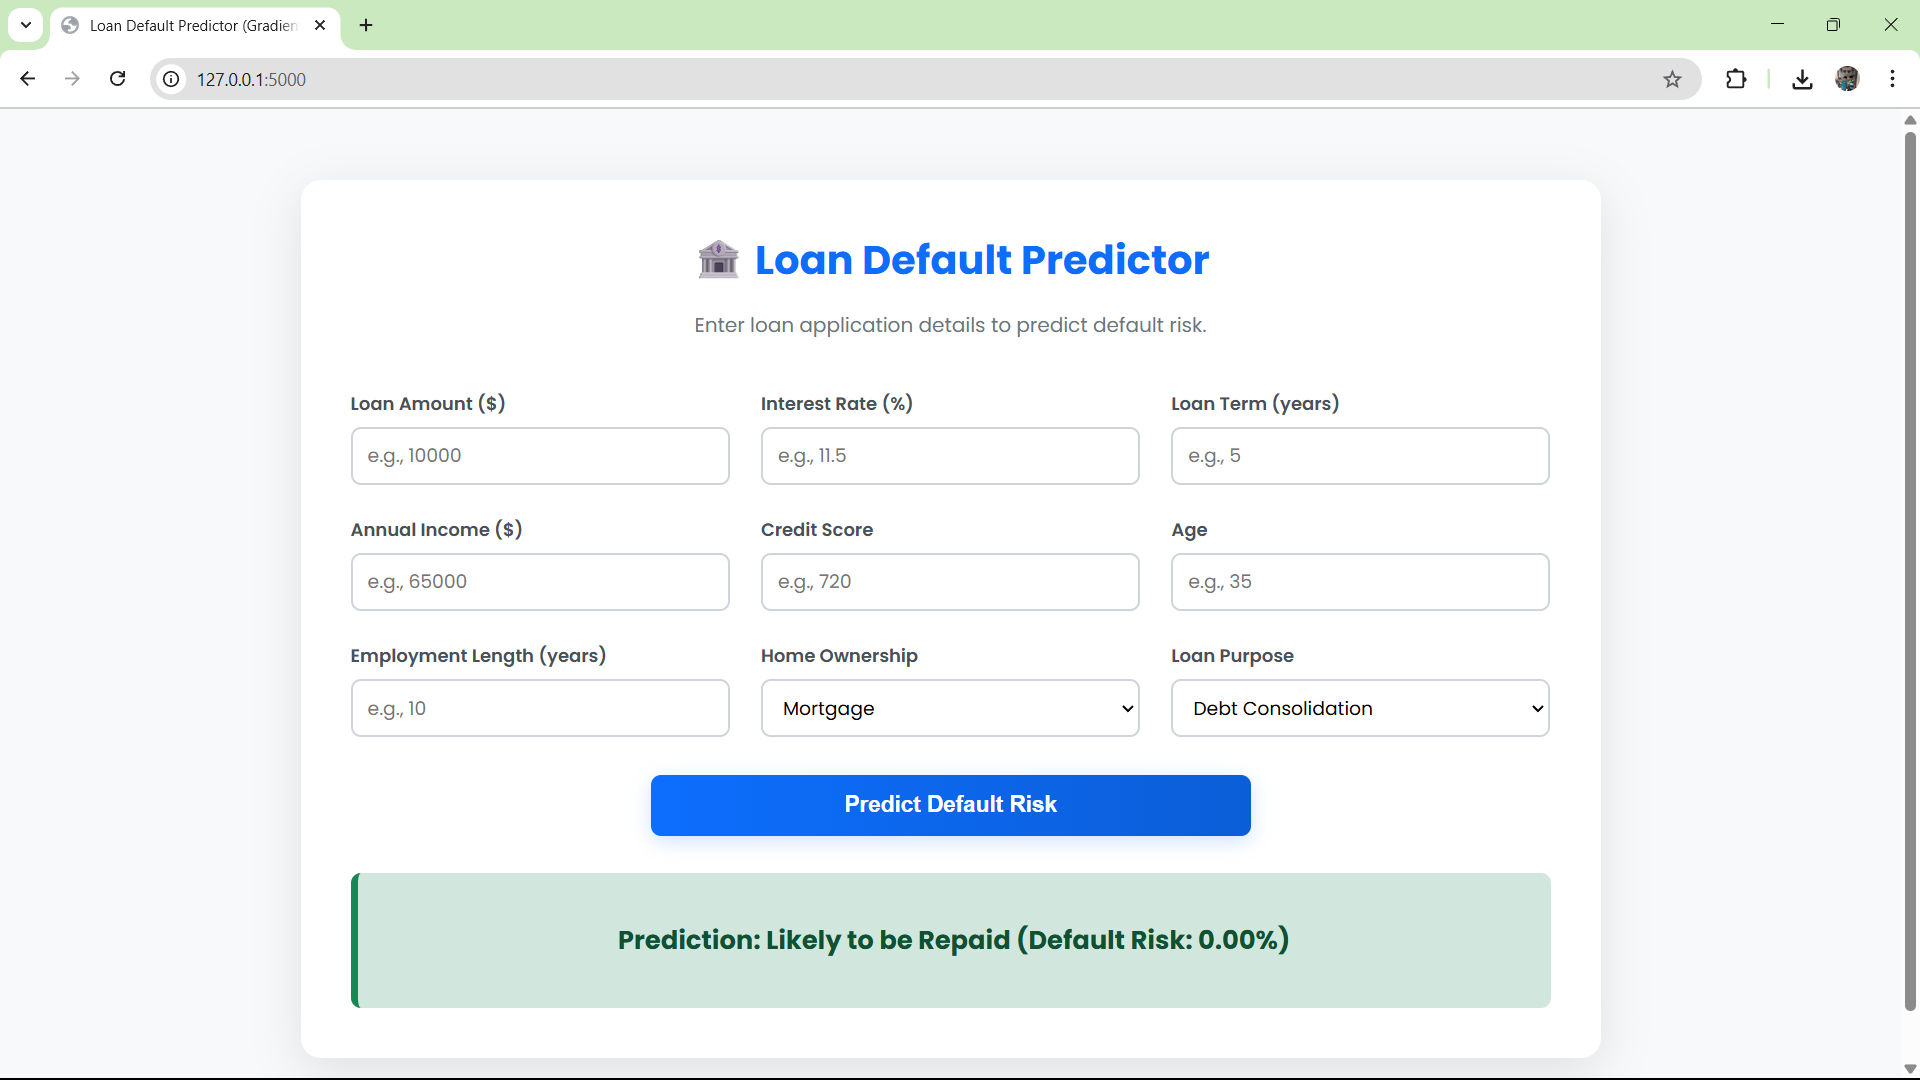 Loan Default Predictor (Gradien
127.0.0.1:5000
Loan Default Predictor
Enter loan application details to predict default risk.
Loan Amount ($) Interest Rate (%) Loan Term (years)
e.g., 10000 e.g., 11.5 e.g., 5
Annual Income ($) Credit Score Age
e.g., 65000 e.g., 720 e.g., 35
Employment Length (years) Home Ownership Loan Purpose
e.g., 10 Mortgage Debt Consolidation
Predict Default Risk
Prediction: Likely to be Repaid (Default Risk: 0.00%)